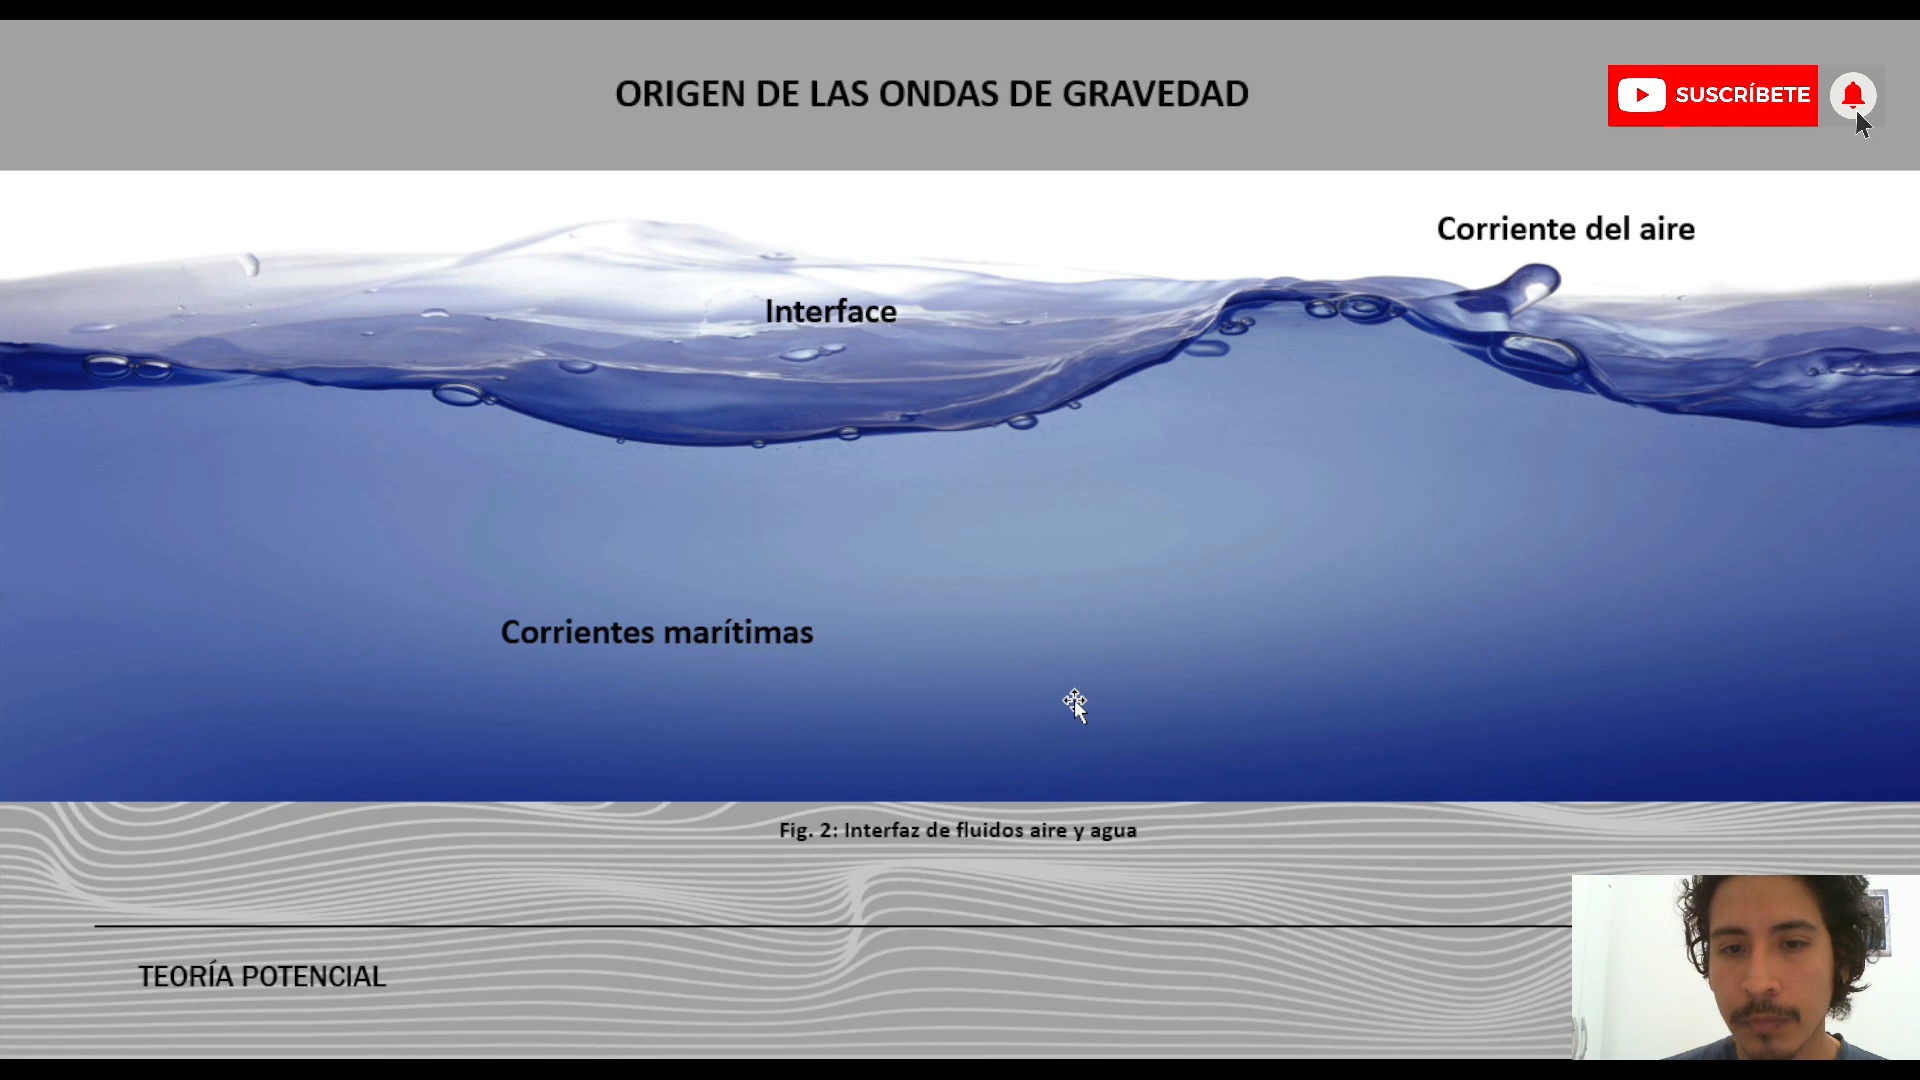 ORIGEN DE LAS ONDAS DE GRAVEDAD
SUSCRÍBETE
Corriente del aire
Interface
Corrientes marítimas
Fig. 2: Interfaz de fluidos aire y agua
TEORÍA POTENCIAL